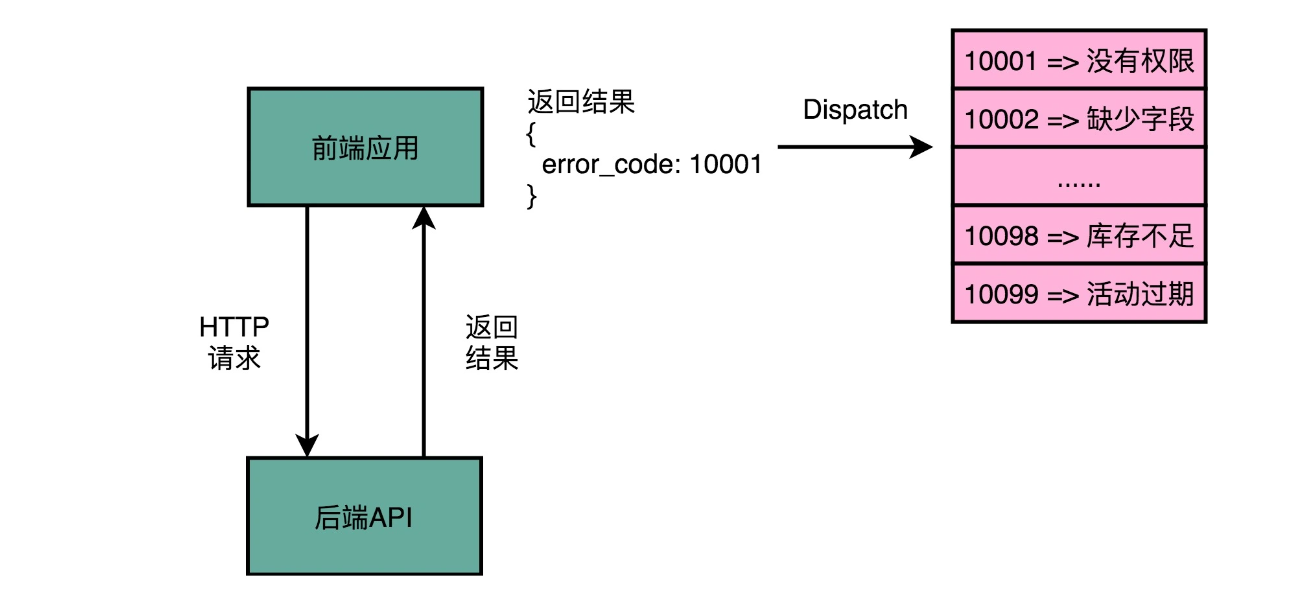 前端应用
返回结果
{
error_code: 10001
}
Dispatch
10001 => 没有权限
10002 => 缺少字段
......
10098 => 库存不足
10099 => 活动过期
HTTP
请求
返回
结果
后端API